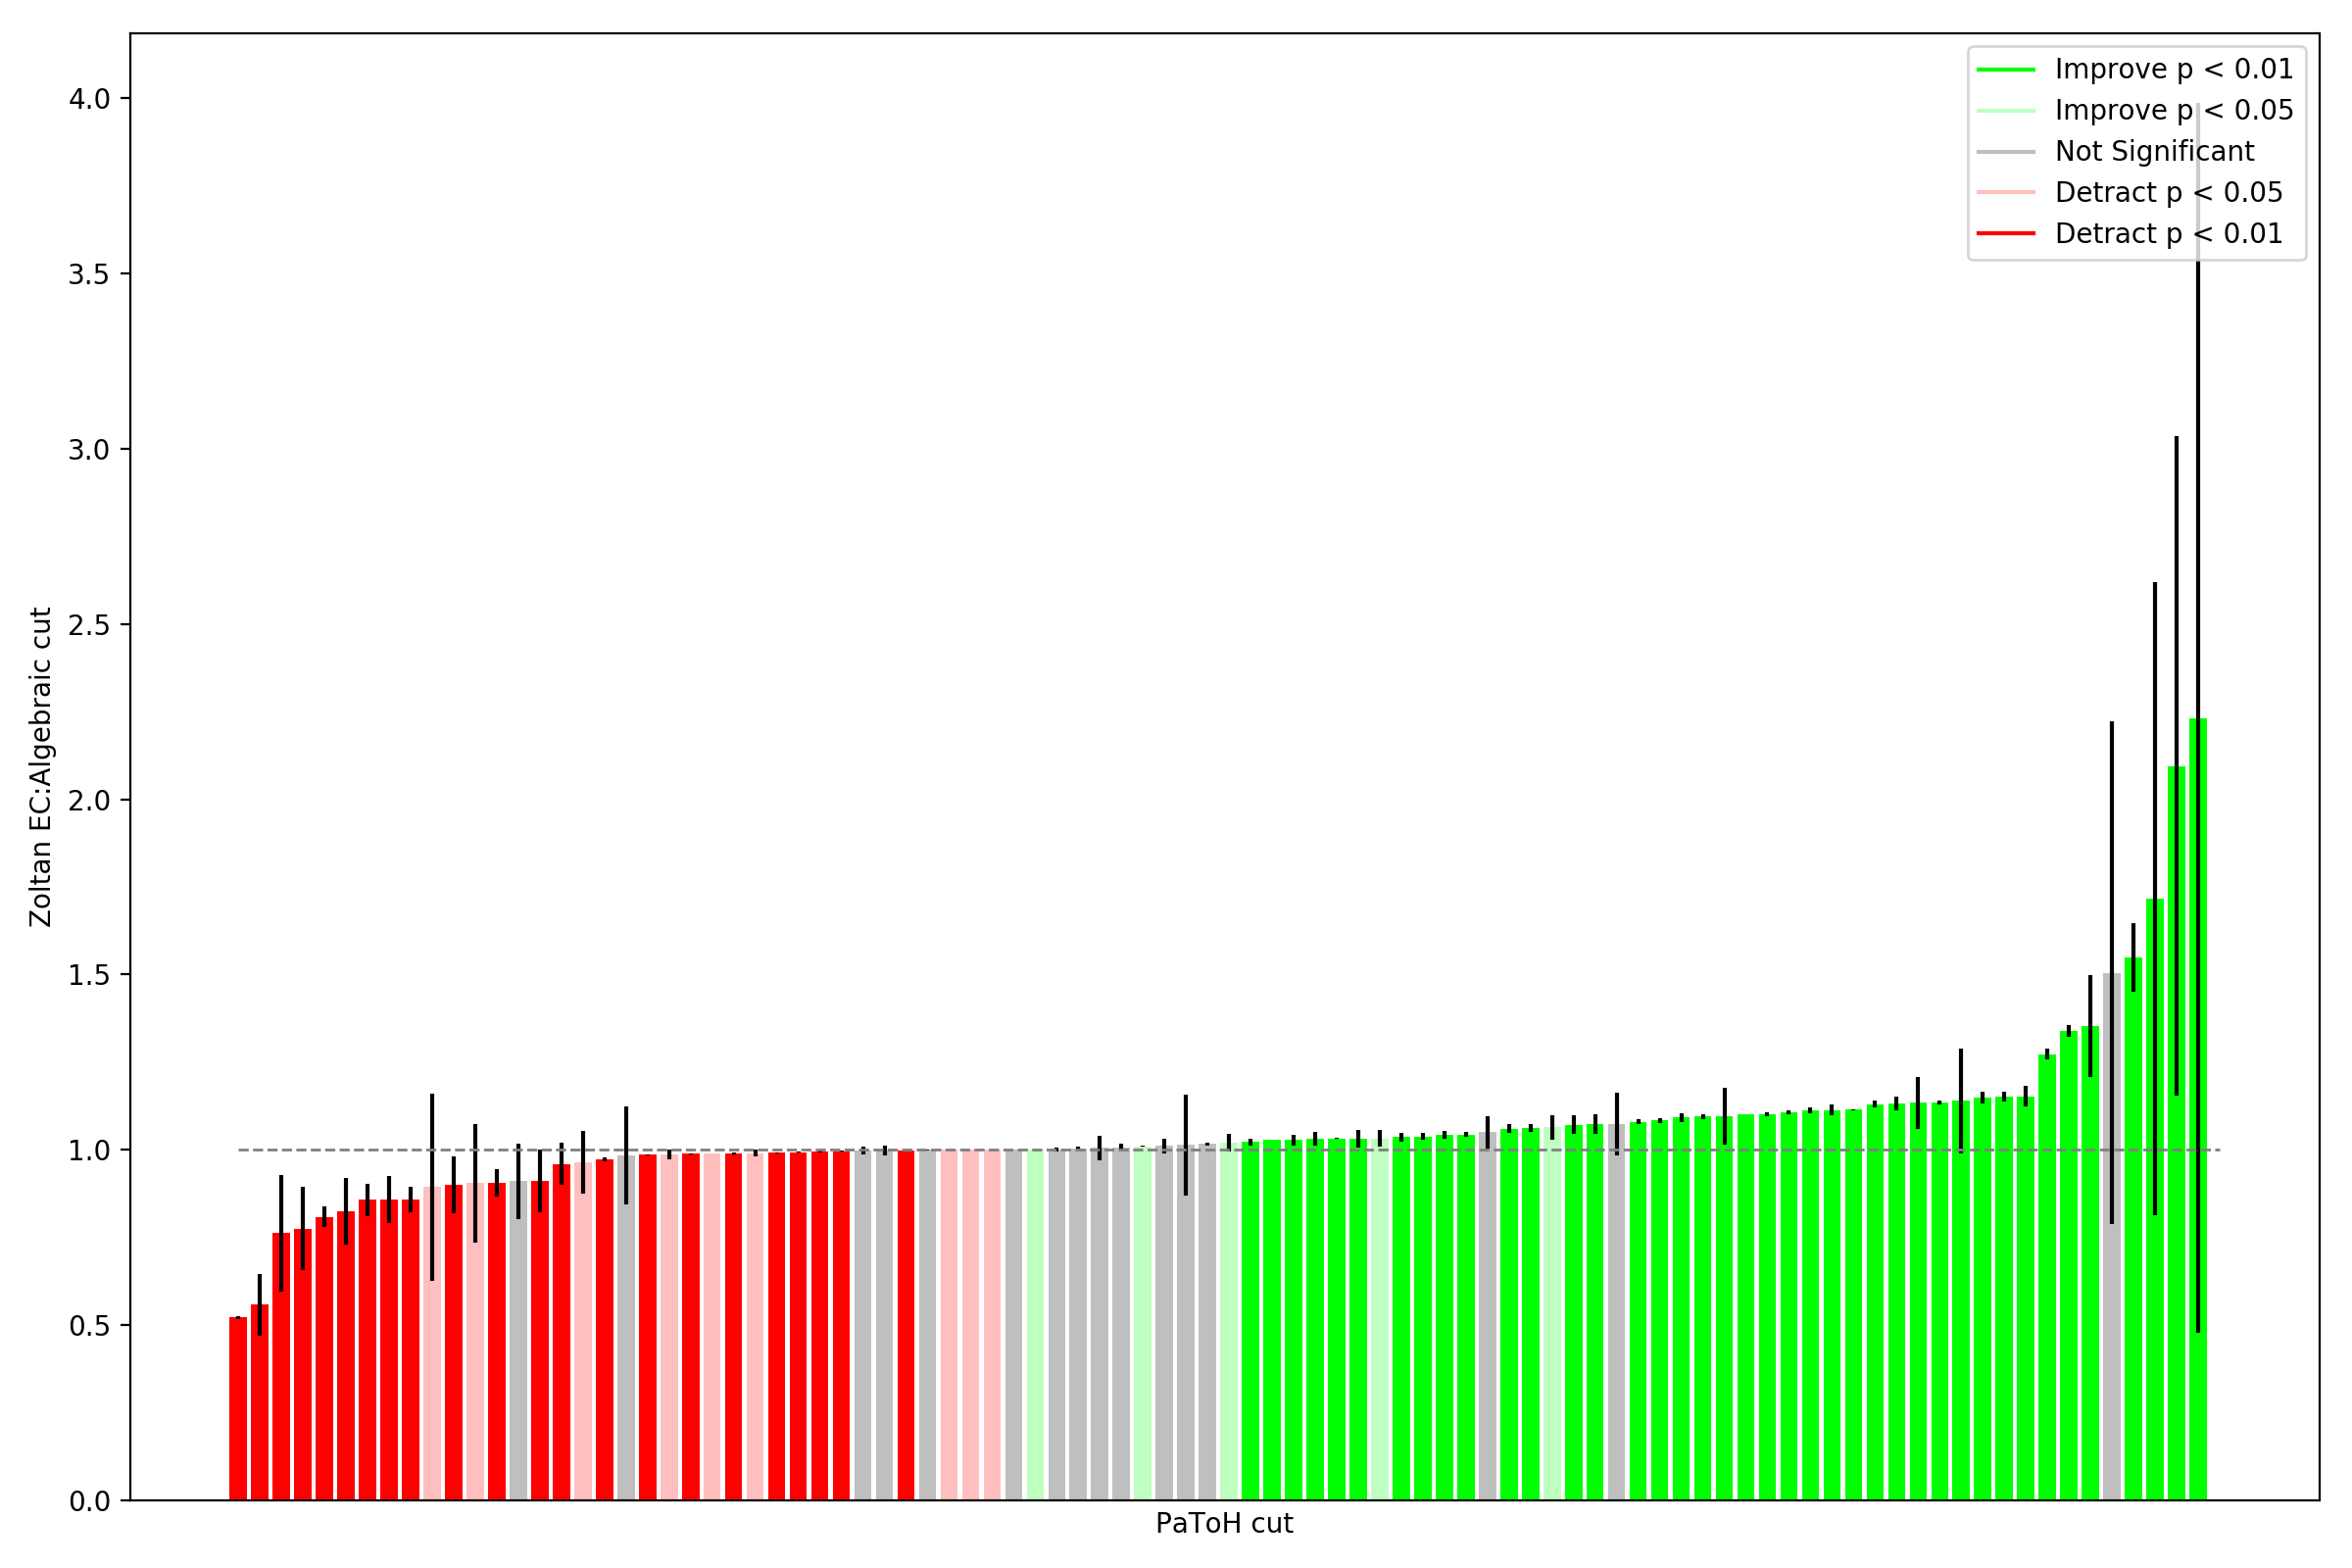 Improve p < 0.01
Improve p < 0.05
Not Significant
Detract p < 0.05
Detract p < 0.01
4.0
3.5
3.0
2.5
2.0
1.5
1.0
0.5
0.0
Zoltan EC:Algebraic cut
PaToH cut